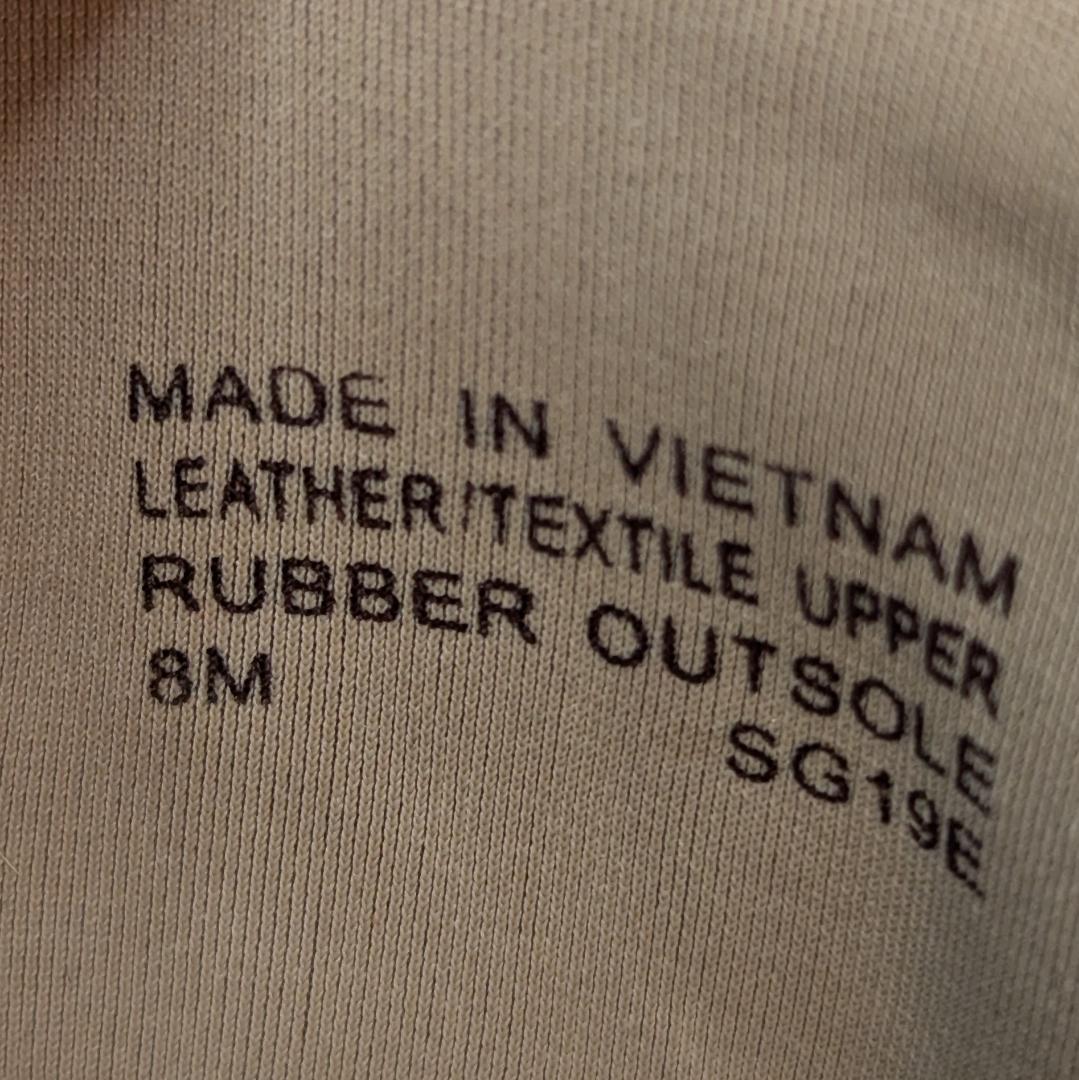 MADE IN VIETNAM
LEATHER/TEXTILE UPPER
RUBBER OUTSOLE
8M SG19E